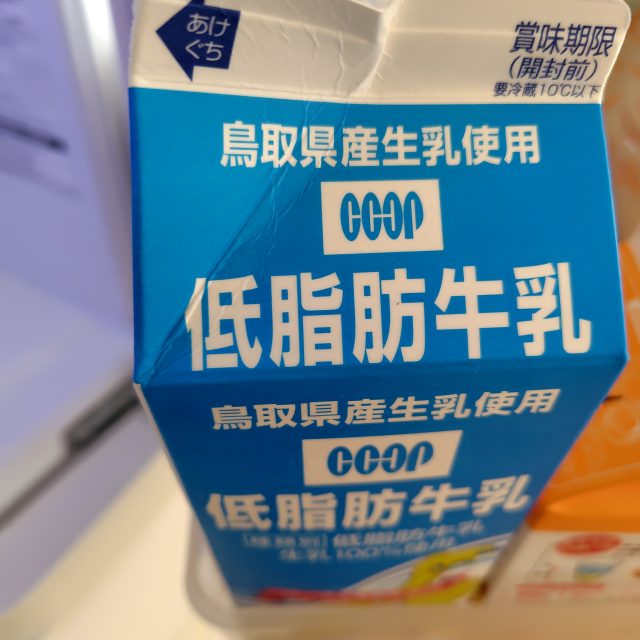 あけ
ぐち
賞味期限
(開封前)
要冷蔵10℃以下
鳥取県産生乳使用
COOP
低脂肪牛乳
鳥取県産生乳使用
COOP
低脂肪牛乳
[種類別]低脂肪牛乳
生乳100%使用